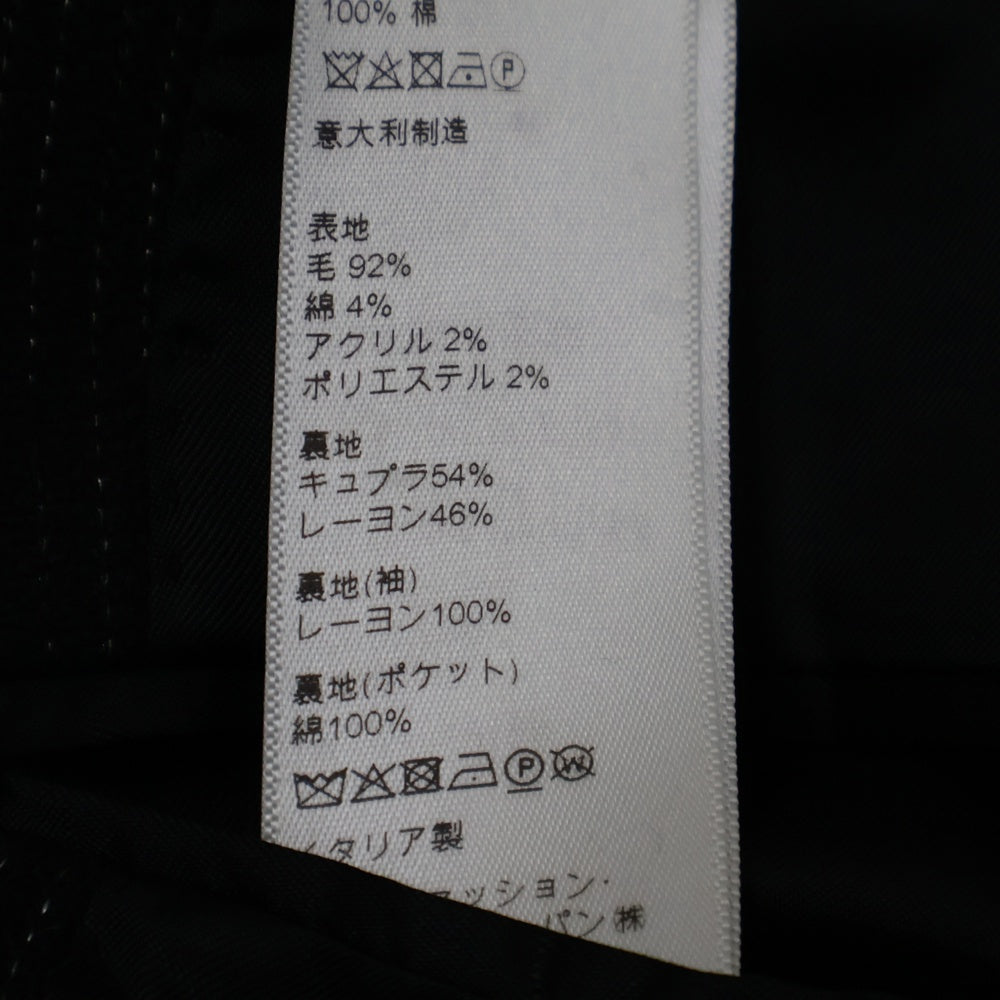 100% 棉
P
意大利制造
表地
毛 92%
綿 4%
アクリル 2%
ポリエステル 2%
裏地
キュプラ54%
レーヨン46%
裏地(袖)
レーヨン100%
裏地(ポケット)
綿100%
P W
イタリア製
ァッション・
パン㈱